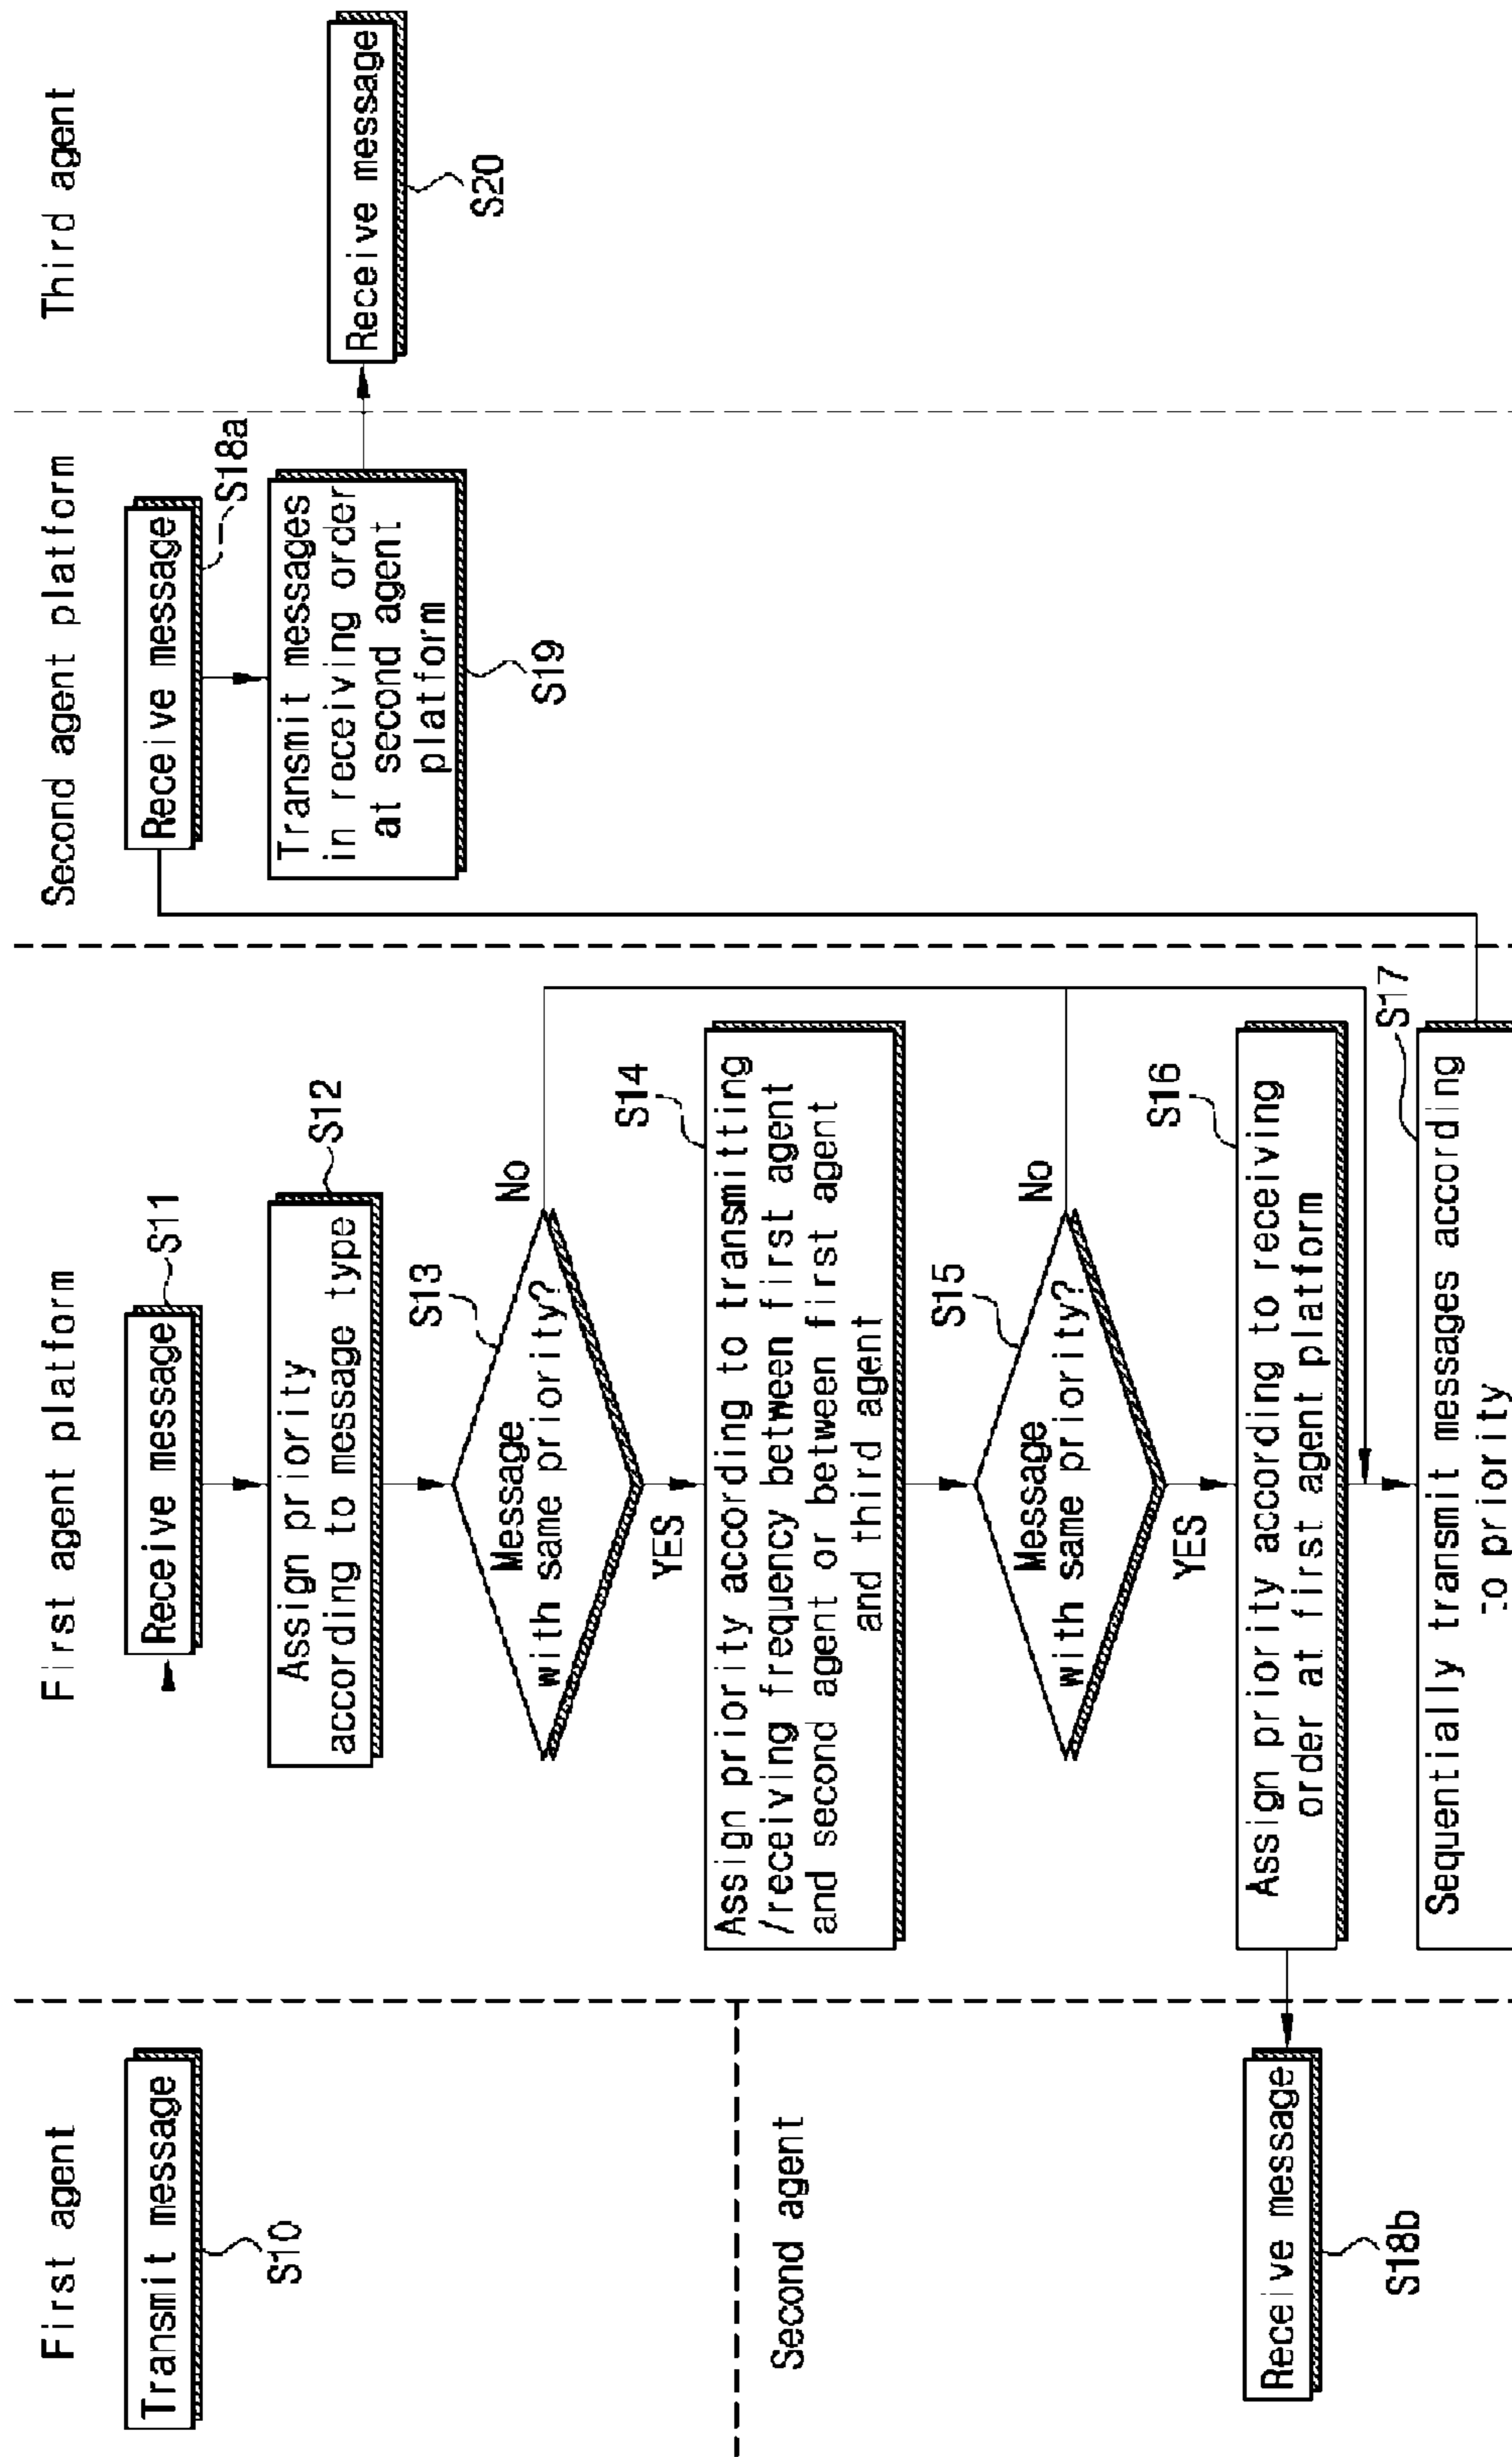 First agent
Transmit message
S10
Second agent
Receive message
S18b
First agent platform
Receive message
S11
Assign priority
according to message type
S12
Message
with same priority?
S13
No
YES
Assign priority according to transmitting
/receiving frequency between first agent
and second agent or between first agent
and third agent
S14
Message
with same priority?
S15
No
YES
Assign priority according to receiving
order at first agent platform
S16
Sequentially transmit messages according
to priority
S17
Second agent platform
Receive message
S18a
Transmit messages
in receiving order
at second agent
platform
S19
Third agent
Receive message
S20